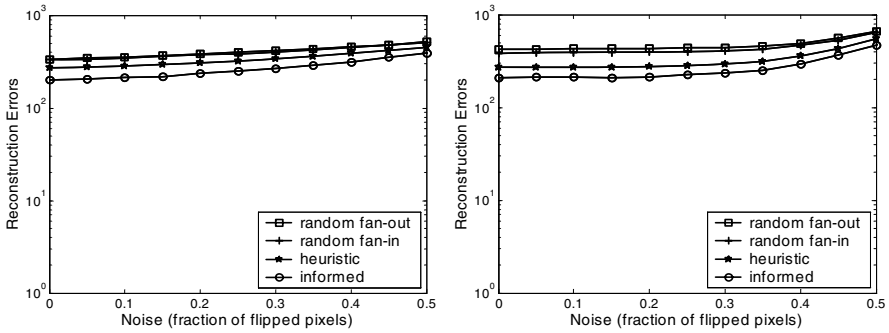 10^3
10^2
10^1
10^0
Reconstruction Errors
random fan-out
random fan-in
heuristic
informed
0 0.1 0.2 0.3 0.4 0.5
Noise (fraction of flipped pixels)
10^3
10^2
10^1
10^0
Reconstruction Errors
random fan-out
random fan-in
heuristic
informed
0 0.1 0.2 0.3 0.4 0.5
Noise (fraction of flipped pixels)